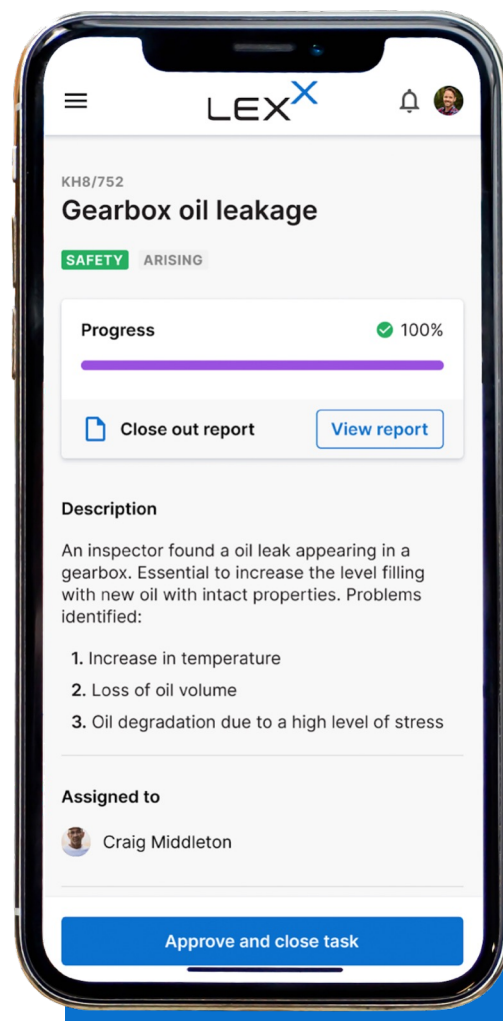 LEXX
KH8/752
Gearbox oil leakage
SAFETY ARISING
Progress 100%
Close out report View report
Description
An inspector found a oil leak appearing in a
gearbox. Essential to increase the level filling
with new oil with intact properties. Problems
identified:
1. Increase in temperature
2. Loss of oil volume
3. Oil degradation due to a high level of stress
Assigned to
Craig Middleton
Approve and close task